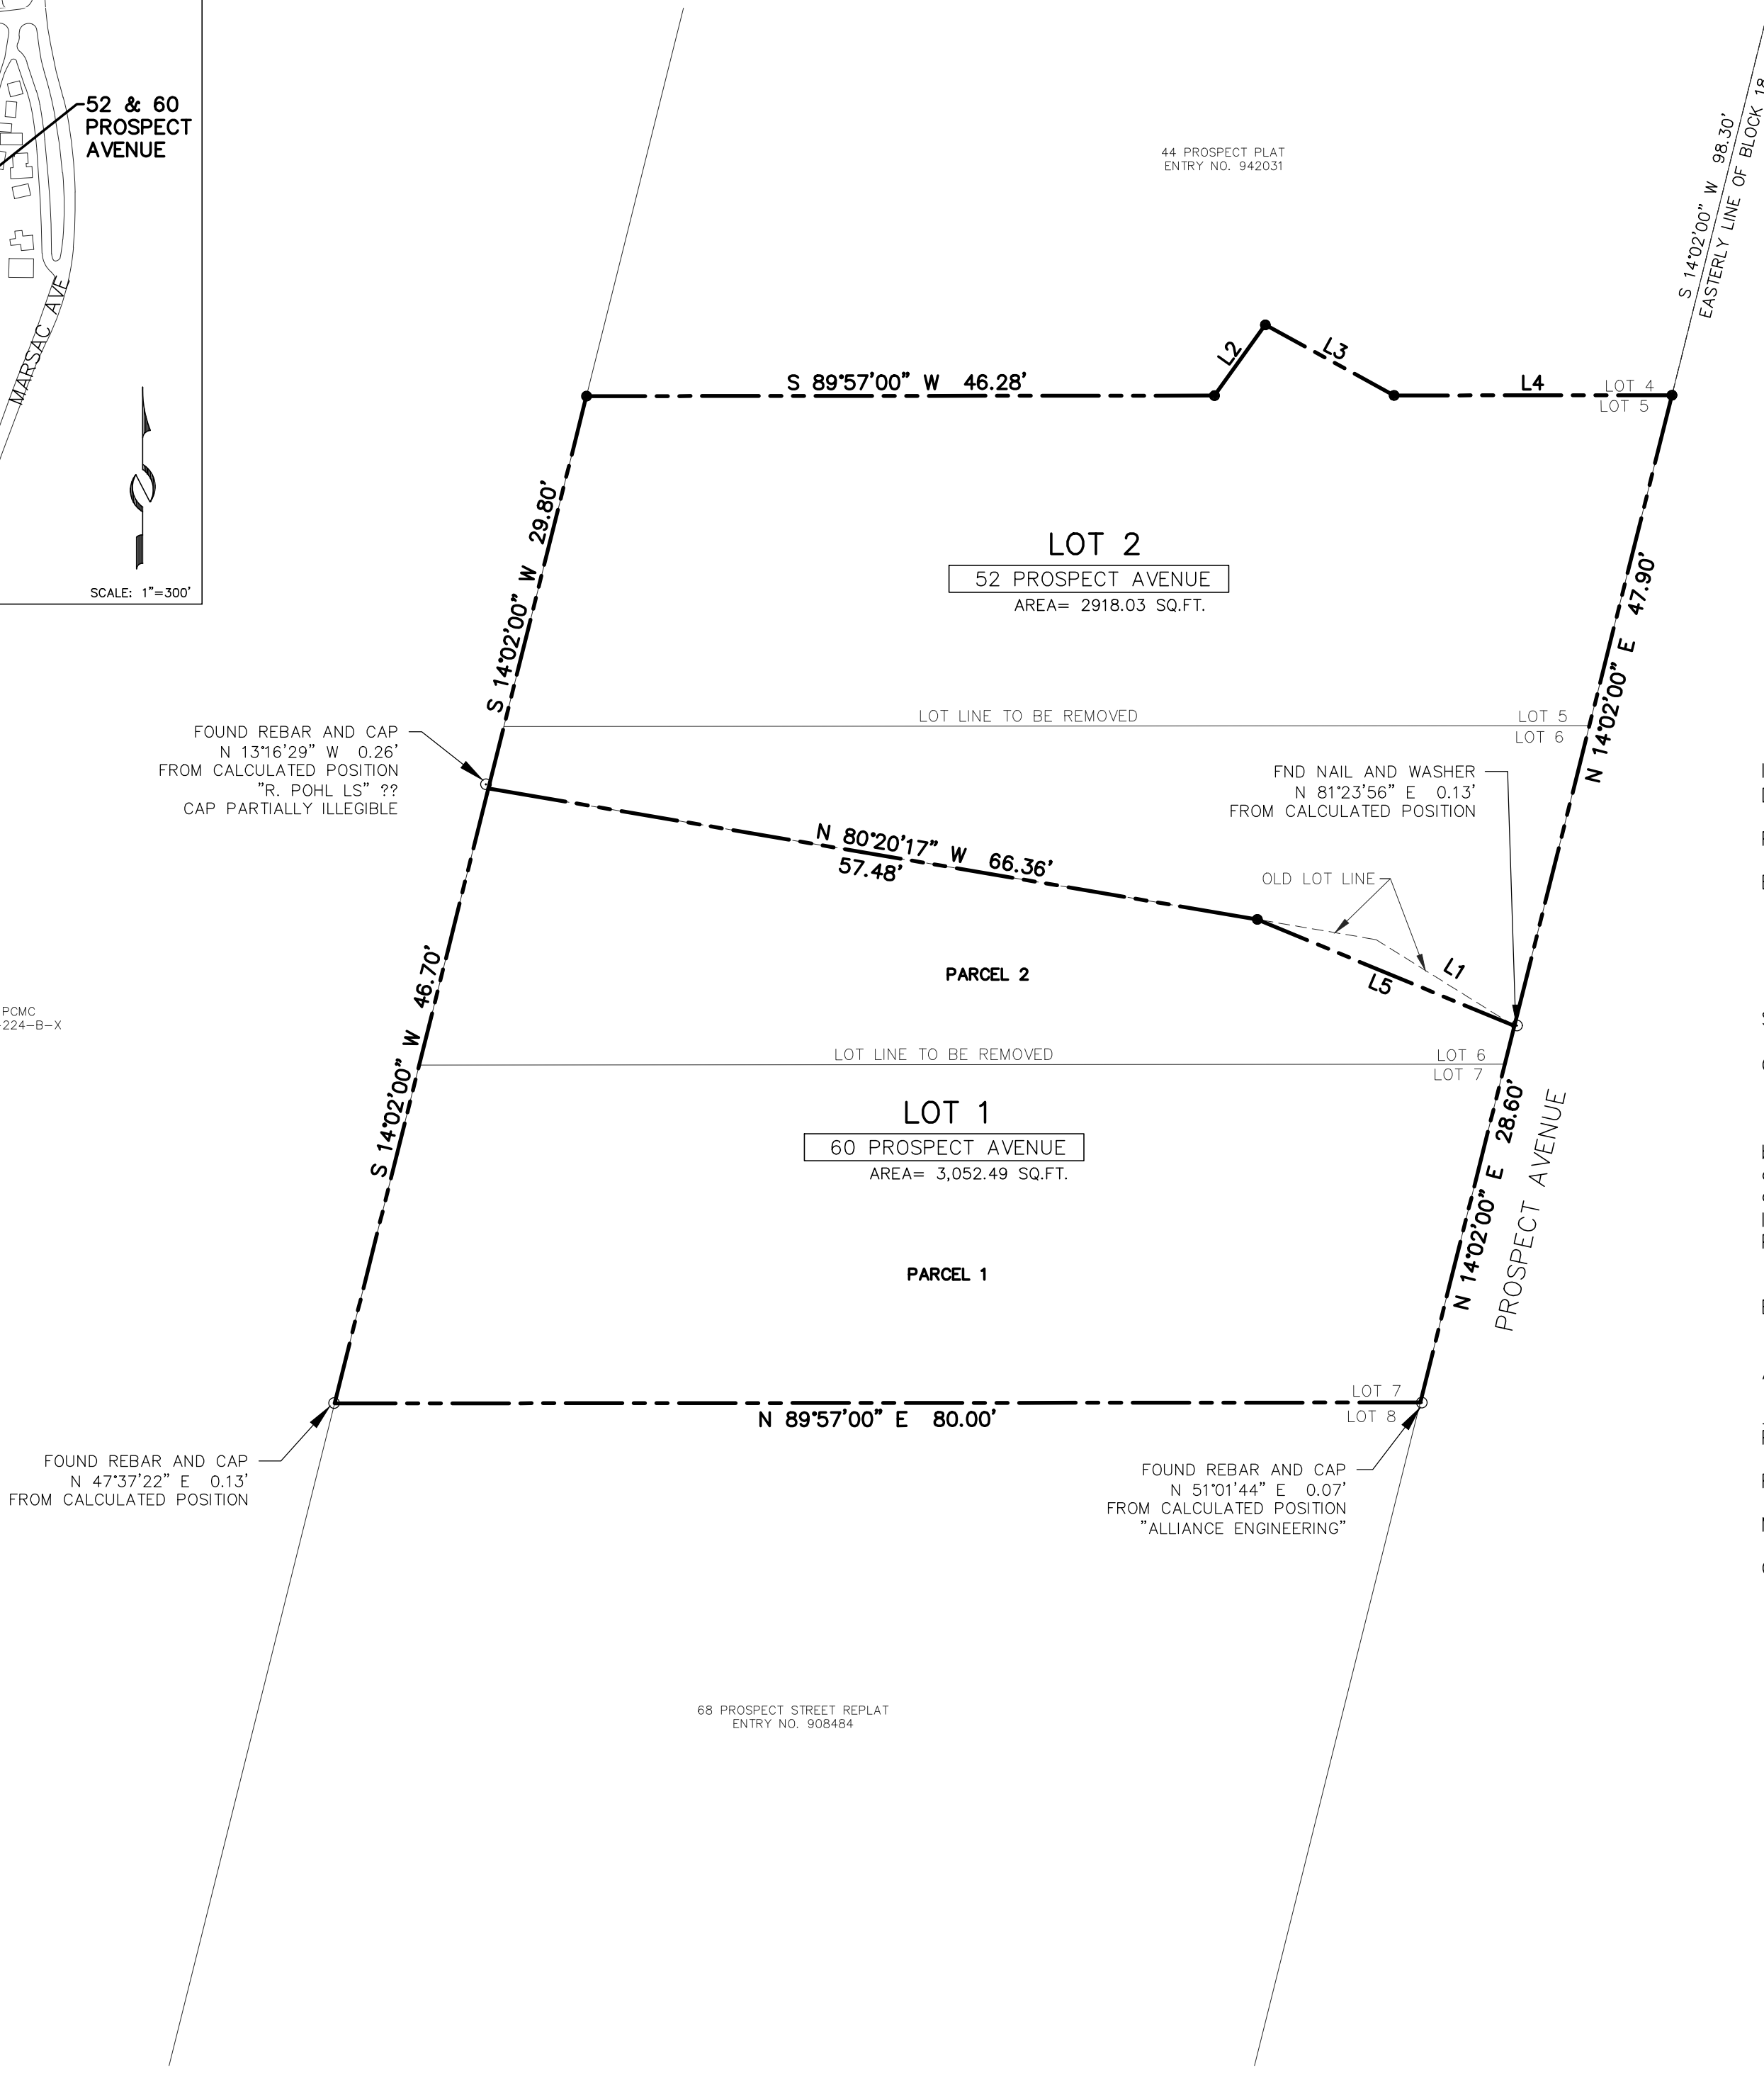 52 & 60
PROSPECT
AVENUE
MARSAC AVE
SCALE: 1"=300'
44 PROSPECT PLAT
ENTRY NO. 942031
S 14°02'00" W 98.30'
EASTERLY LINE OF BLOCK 18
L2
L3
S 89°57'00" W 46.28'
L4
LOT 4
LOT 5
S 14°02'00" W 29.80'
LOT 2
52 PROSPECT AVENUE
AREA= 2918.03 SQ.FT.
N 14°02'00" E 47.90'
LOT LINE TO BE REMOVED
LOT 5
LOT 6
FOUND REBAR AND CAP
N 13°16'29" W 0.26'
FROM CALCULATED POSITION
"R. POHL LS" ??
CAP PARTIALLY ILLEGIBLE
FND NAIL AND WASHER
N 81°23'56" E 0.13'
FROM CALCULATED POSITION
N 80°20'17" W 66.36'
57.48'
OLD LOT LINE
L1
L5
PARCEL 2
S 14°02'00" W 46.70'
PCMC
-224-B-X
LOT LINE TO BE REMOVED
LOT 6
LOT 7
LOT 1
60 PROSPECT AVENUE
AREA= 3,052.49 SQ.FT.
N 14°02'00" E 28.60'
PROSPECT AVENUE
PARCEL 1
LOT 7
LOT 8
N 89°57'00" E 80.00'
FOUND REBAR AND CAP
N 47°37'22" E 0.13'
FROM CALCULATED POSITION
FOUND REBAR AND CAP
N 51°01'44" E 0.07'
FROM CALCULATED POSITION
"ALLIANCE ENGINEERING"
68 PROSPECT STREET REPLAT
ENTRY NO. 908484